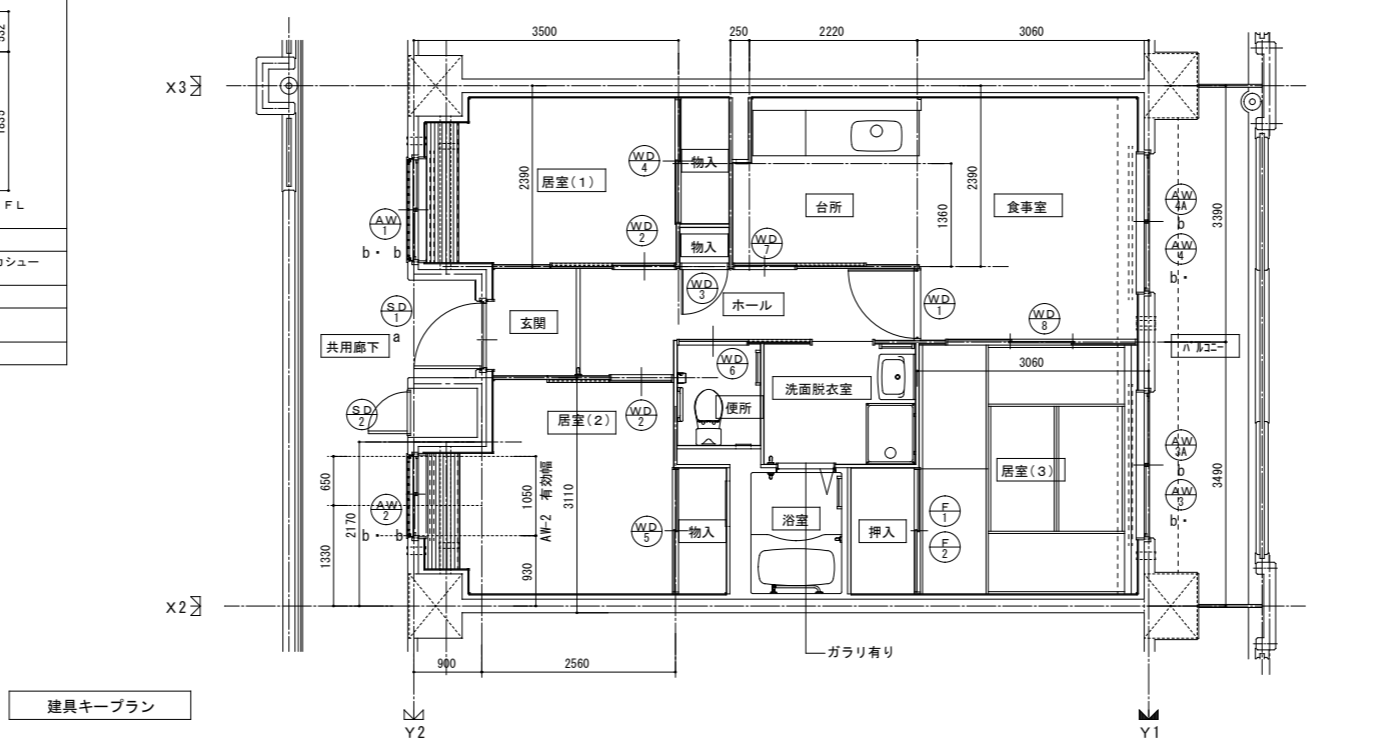 532
1835
FL
カシュー
3500
250
2220
3060
X3
WD
4
物入
居室(1)
2390
台所
1360
2390
食事室
AW
4A
b
3390
AW
1
b・ b
WD
2
物入
WD
7
AW
4
b・
WD
3
ホール
WD
1
SD
1
a
玄関
WD
8
共用廊下
バルコニー
WD
6
3060
洗面脱衣室
便所
SD
2
居室(2)
WD
2
AW
3A
b
3490
居室(3)
650
1050
AW-2 有効幅
3110
AW
3
b・
2170
AW
2
b・ b
WD
5
物入
浴室
押入
F
1
F
2
1330
930
X2
ガラリ有り
900
2560
建具キープラン
Y2
Y1